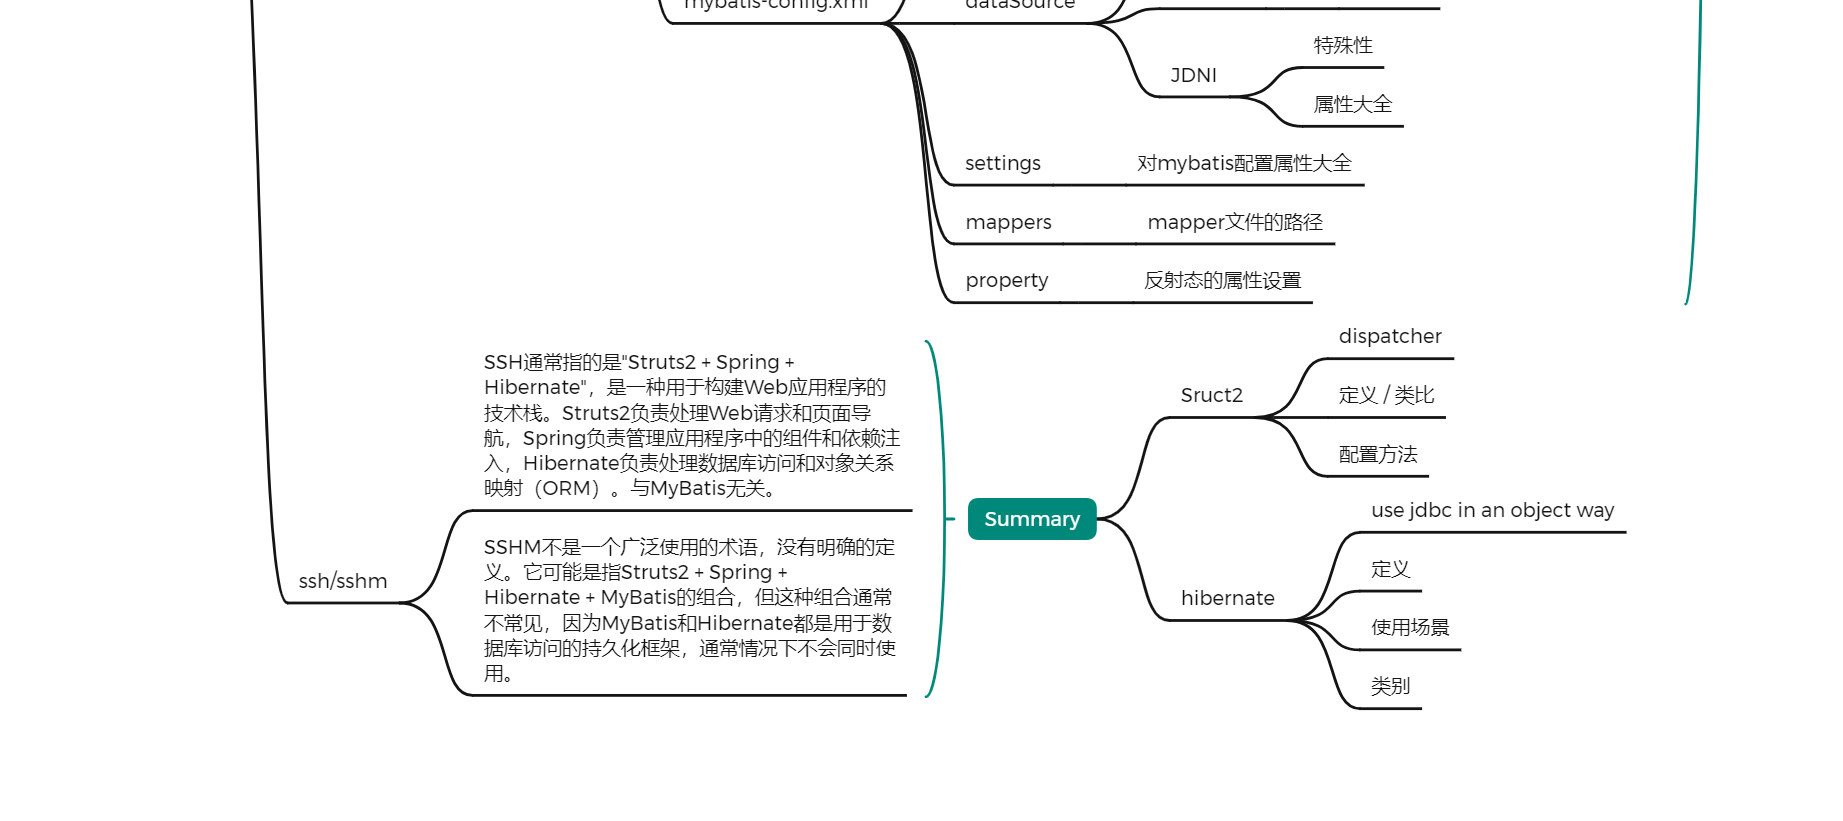 mybatis-config.xml
dataSource
特殊性
JDNI
属性大全
settings
对mybatis配置属性大全
mappers
mapper文件的路径
property
反射态的属性设置
SSH通常指的是"Struts2 + Spring +
Hibernate"，是一种用于构建Web应用程序的
技术栈。Struts2负责处理Web请求和页面导
航，Spring负责管理应用程序中的组件和依赖注
入，Hibernate负责处理数据库访问和对象关系
映射（ORM）。与MyBatis无关。
ssh/sshm
SSHM不是一个广泛使用的术语，没有明确的定
义。它可能是指Struts2 + Spring +
Hibernate + MyBatis的组合，但这种组合通常
不常见，因为MyBatis和Hibernate都是用于数
据库访问的持久化框架，通常情况下不会同时使
用。
Summary
dispatcher
Sruct2
定义 / 类比
配置方法
use jdbc in an object way
定义
hibernate
使用场景
类别